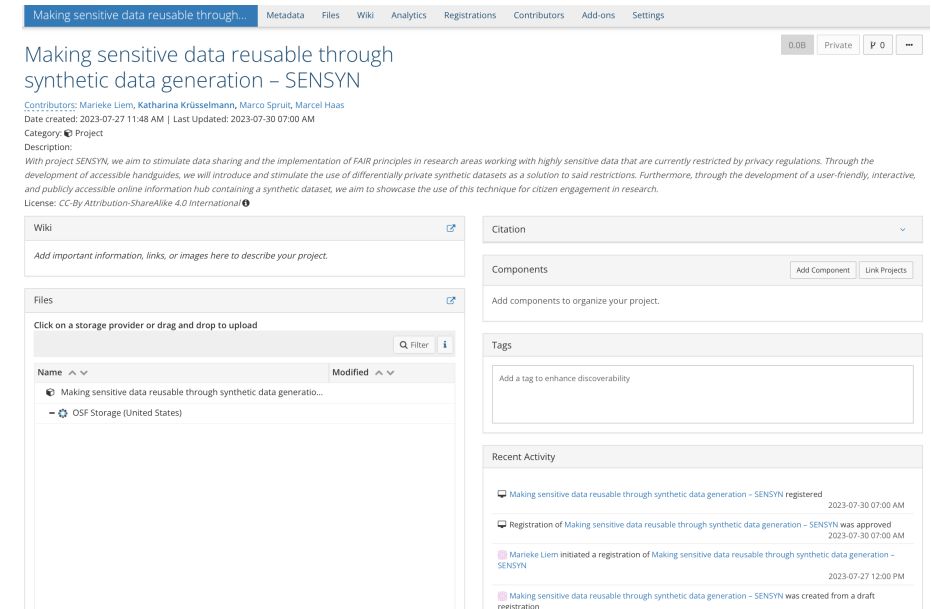 Making sensitive data reusable through... Metadata Files Wiki Analytics Registrations Contributors Add-ons Settings
0.0B Private 0 ...
Making sensitive data reusable through
synthetic data generation – SENSYN
Contributors: Marieke Liem, Katharina Krüsselmann, Marco Spruit, Marcel Haas
Date created: 2023-07-27 11:48 AM | Last Updated: 2023-07-30 07:00 AM
Category: Project
Description:
With project SENSYN, we aim to stimulate data sharing and the implementation of FAIR principles in research areas working with highly sensitive data that are currently restricted by privacy regulations. Through the
development of accessible handguides, we will introduce and stimulate the use of differentially private synthetic datasets as a solution to said restrictions. Furthermore, through the development of a user-friendly, interactive,
and publicly accessible online information hub containing a synthetic dataset, we aim to showcase the use of this technique for citizen engagement in research.
License: CC-By Attribution-ShareAlike 4.0 International
Wiki
Add important information, links, or images here to describe your project.
Files
Click on a storage provider or drag and drop to upload
Filter i
Name Modified
Making sensitive data reusable through synthetic data generatio...
OSF Storage (United States)
Citation
Components Add Component Link Projects
Add components to organize your project.
Tags
Add a tag to enhance discoverability
Recent Activity
Making sensitive data reusable through synthetic data generation – SENSYN registered
2023-07-30 07:00 AM
Registration of Making sensitive data reusable through synthetic data generation – SENSYN was approved
2023-07-30 07:00 AM
Marieke Liem initiated a registration of Making sensitive data reusable through synthetic data generation –
SENSYN
2023-07-27 12:00 PM
Making sensitive data reusable through synthetic data generation – SENSYN was created from a draft
registration